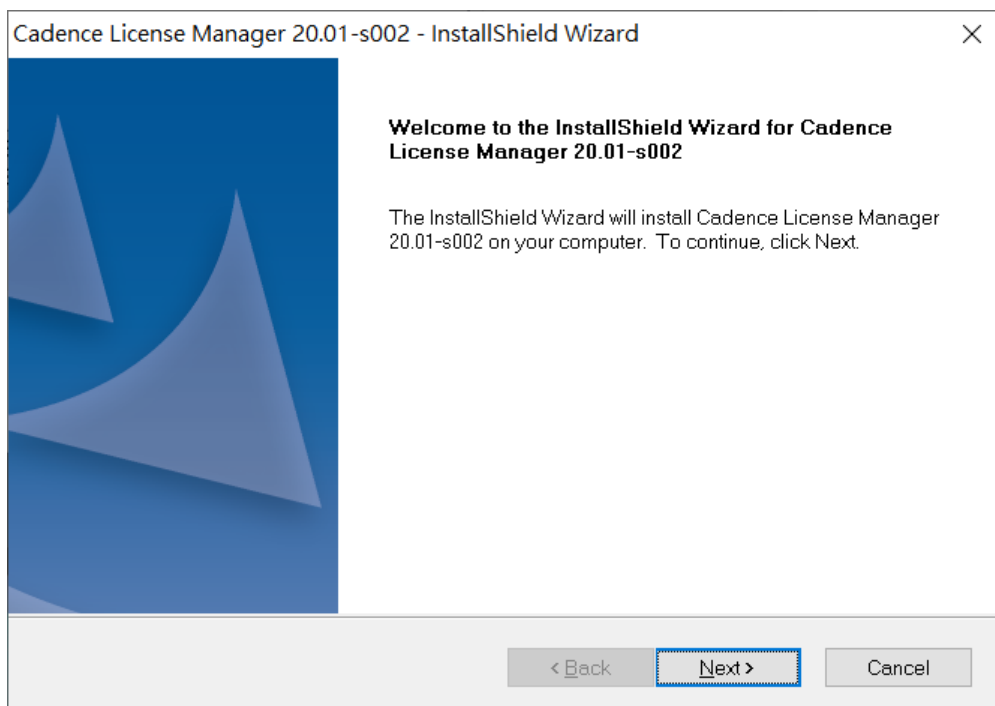 Cadence License Manager 20.01-s002 - InstallShield Wizard
Welcome to the InstallShield Wizard for Cadence
License Manager 20.01-s002
The InstallShield Wizard will install Cadence License Manager
20.01-s002 on your computer.  To continue, click Next.
< Back
Next >
Cancel